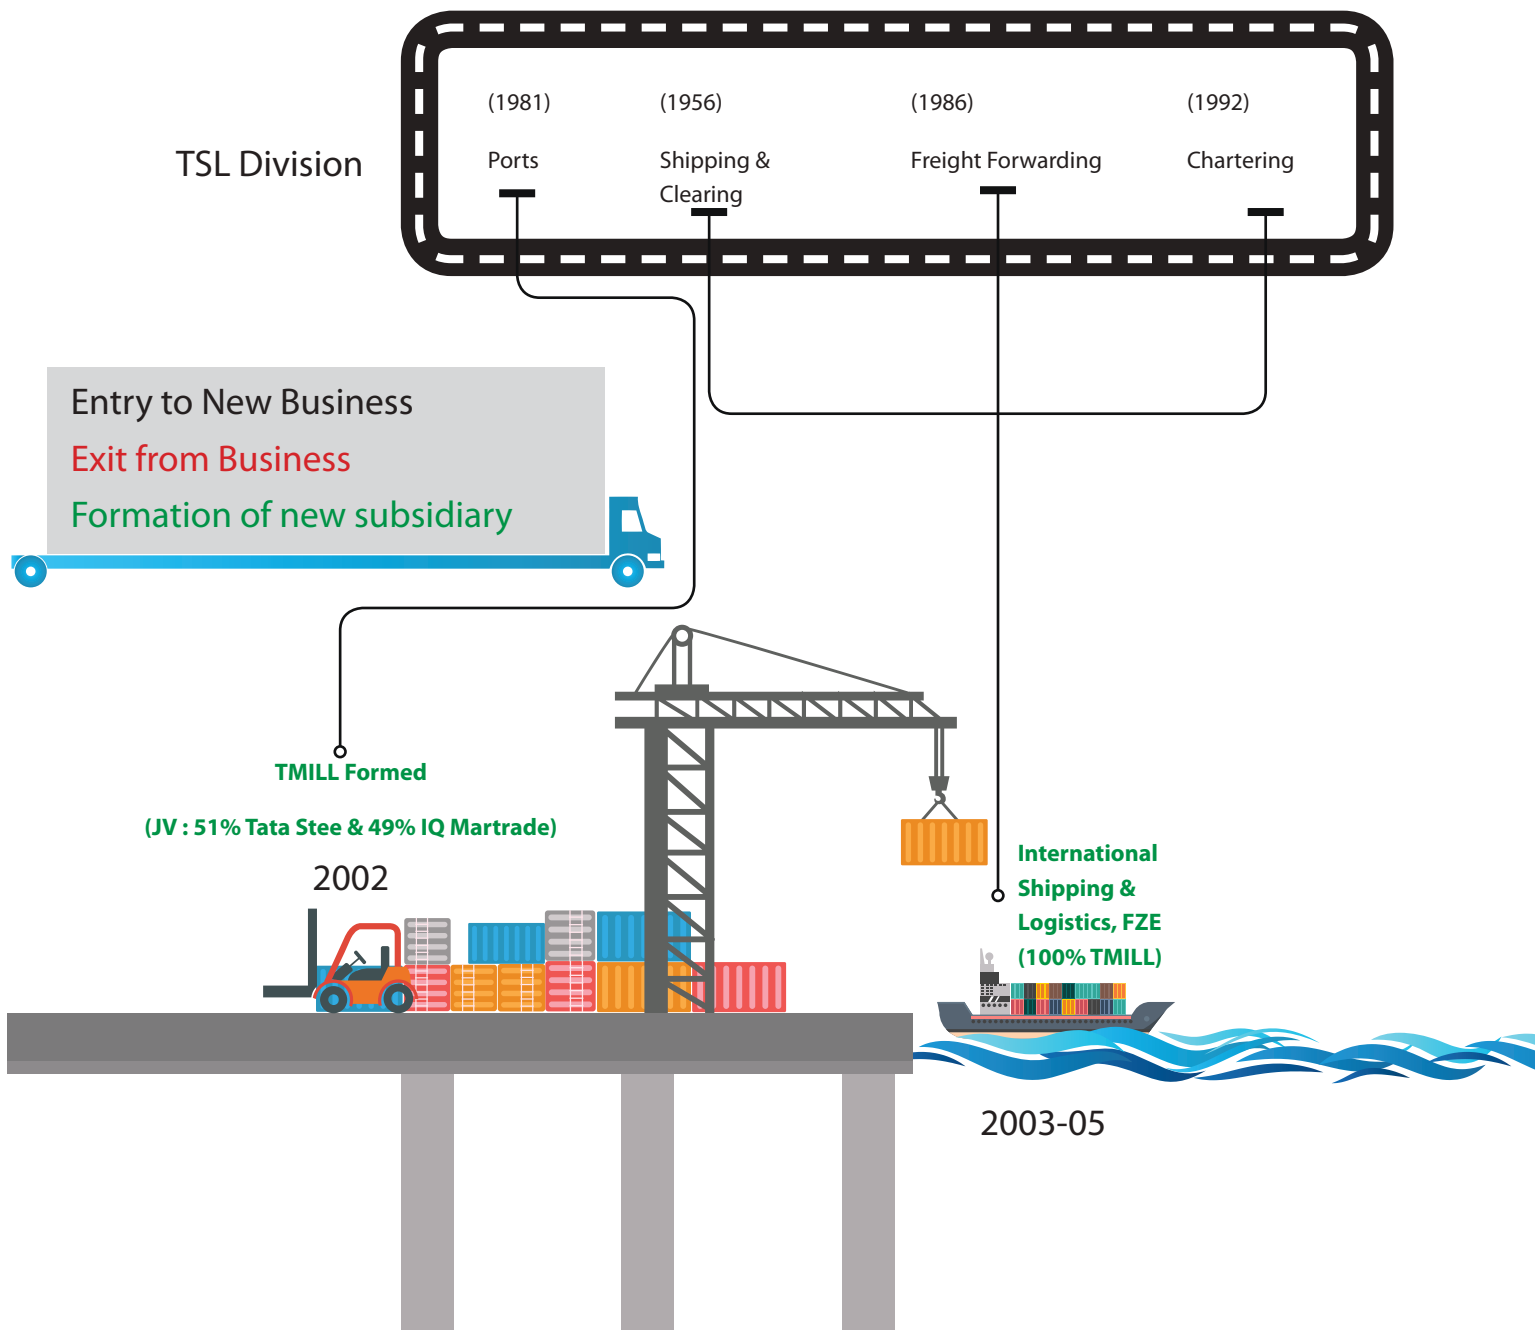 (1981)
(1956)
(1986)
(1992)
TSL Division
Ports
Shipping &
Clearing
Freight Forwarding
Chartering
Entry to New Business
Exit from Business
Formation of new subsidiary
TMILL Formed
(JV : 51% Tata Stee & 49% IQ Martrade)
2002
International
Shipping &
Logistics, FZE
(100% TMILL)
2003-05